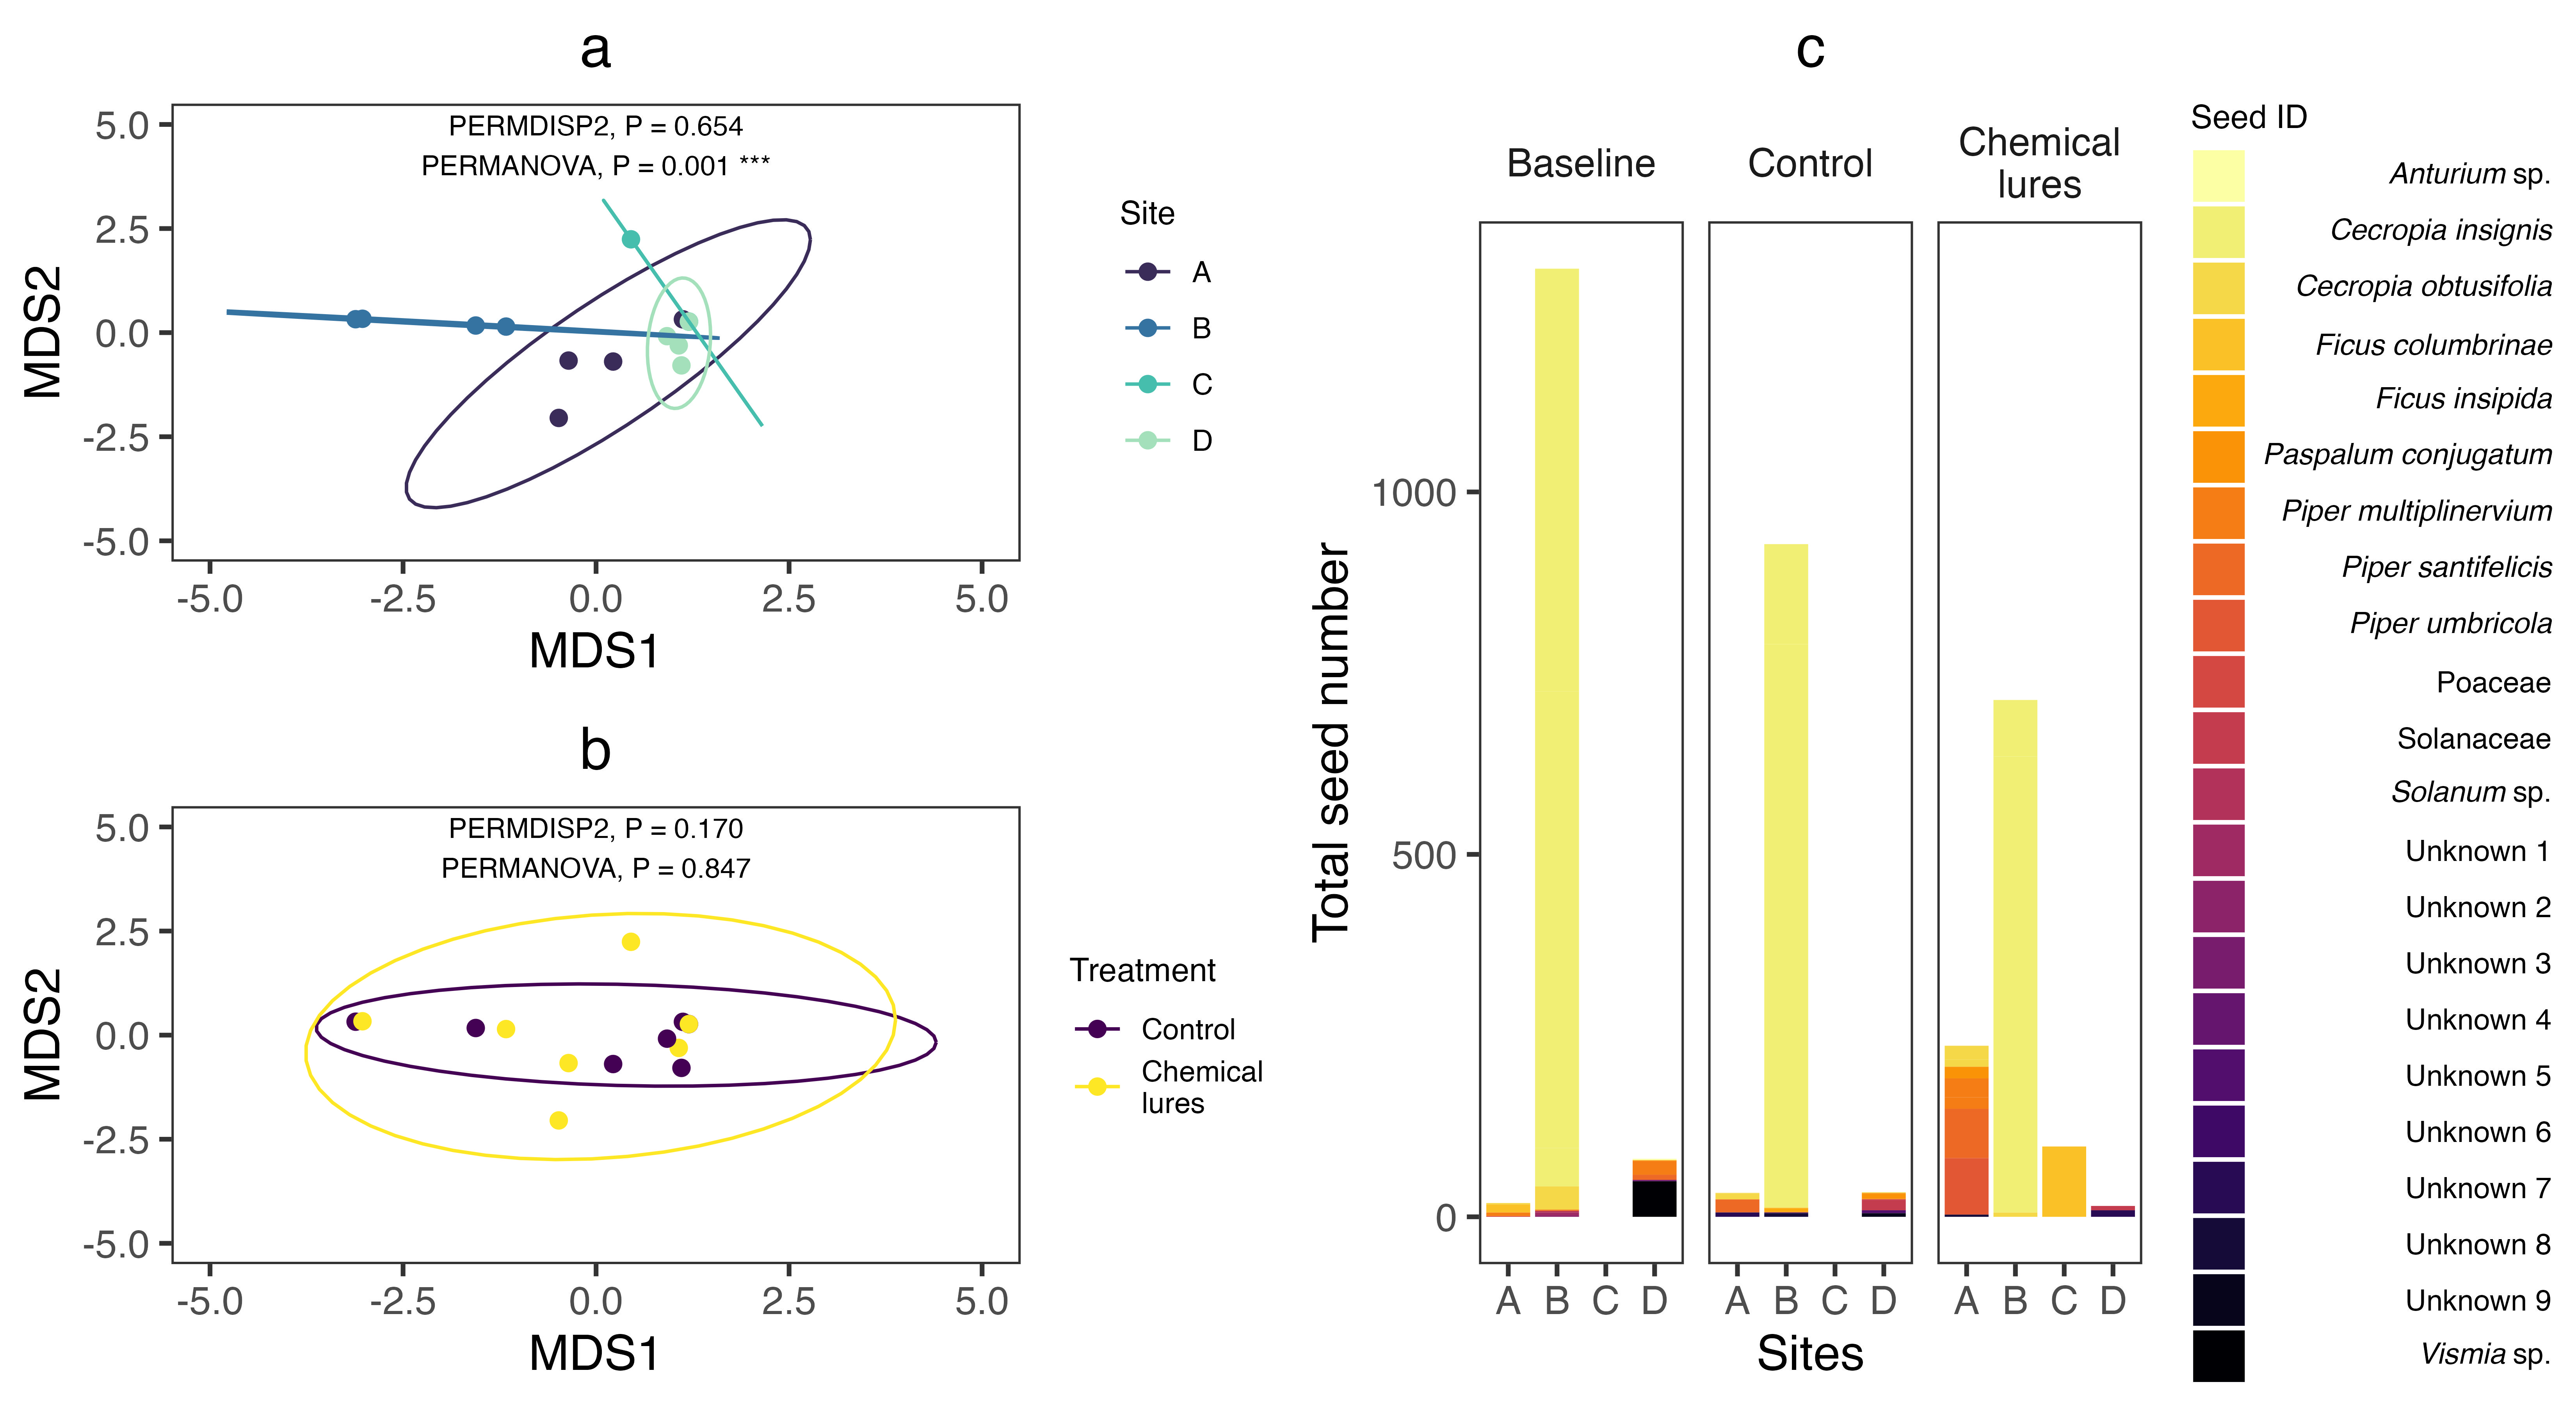 a
PERMDISP2, P = 0.654
PERMANOVA, P = 0.001 ***
5.0
2.5
0.0
-2.5
-5.0
MDS2
-5.0 -2.5 0.0 2.5 5.0
MDS1
Site
A
B
C
D
b
PERMDISP2, P = 0.170
PERMANOVA, P = 0.847
5.0
2.5
0.0
-2.5
-5.0
MDS2
-5.0 -2.5 0.0 2.5 5.0
MDS1
Treatment
Control
Chemical
lures
c
Baseline
Control
Chemical
lures
1000
500
0
Total seed number
A B C D
A B C D
A B C D
Sites
Seed ID
Anturium sp.
Cecropia insignis
Cecropia obtusifolia
Ficus columbrinae
Ficus insipida
Paspalum conjugatum
Piper multiplinervium
Piper santifelicis
Piper umbricola
Poaceae
Solanaceae
Solanum sp.
Unknown 1
Unknown 2
Unknown 3
Unknown 4
Unknown 5
Unknown 6
Unknown 7
Unknown 8
Unknown 9
Vismia sp.